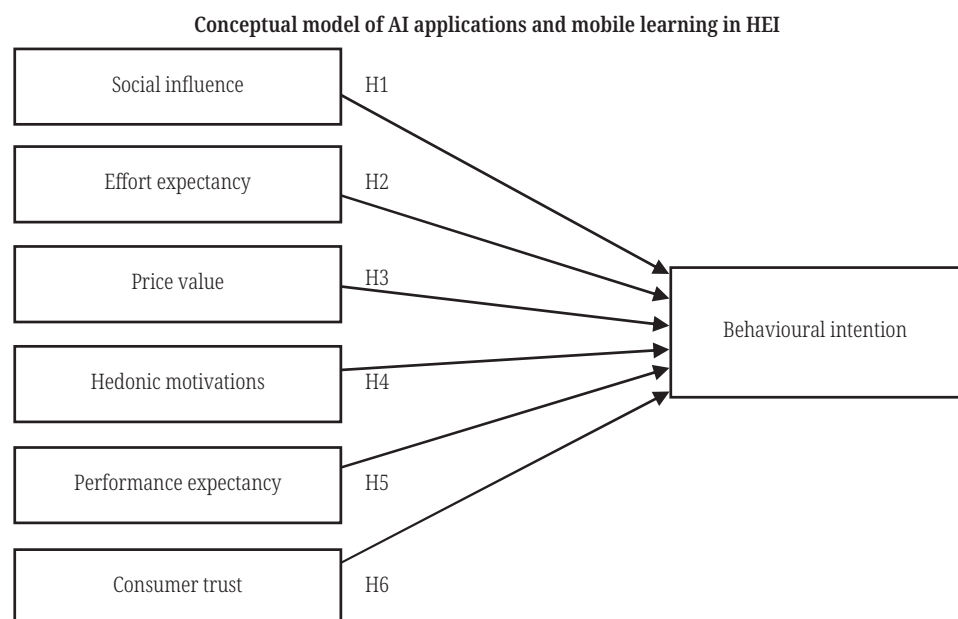 Conceptual model of AI applications and mobile learning in HEI
Social influence
H1
Effort expectancy
H2
Price value
H3
Behavioural intention
Hedonic motivations
H4
Performance expectancy
H5
Consumer trust
H6